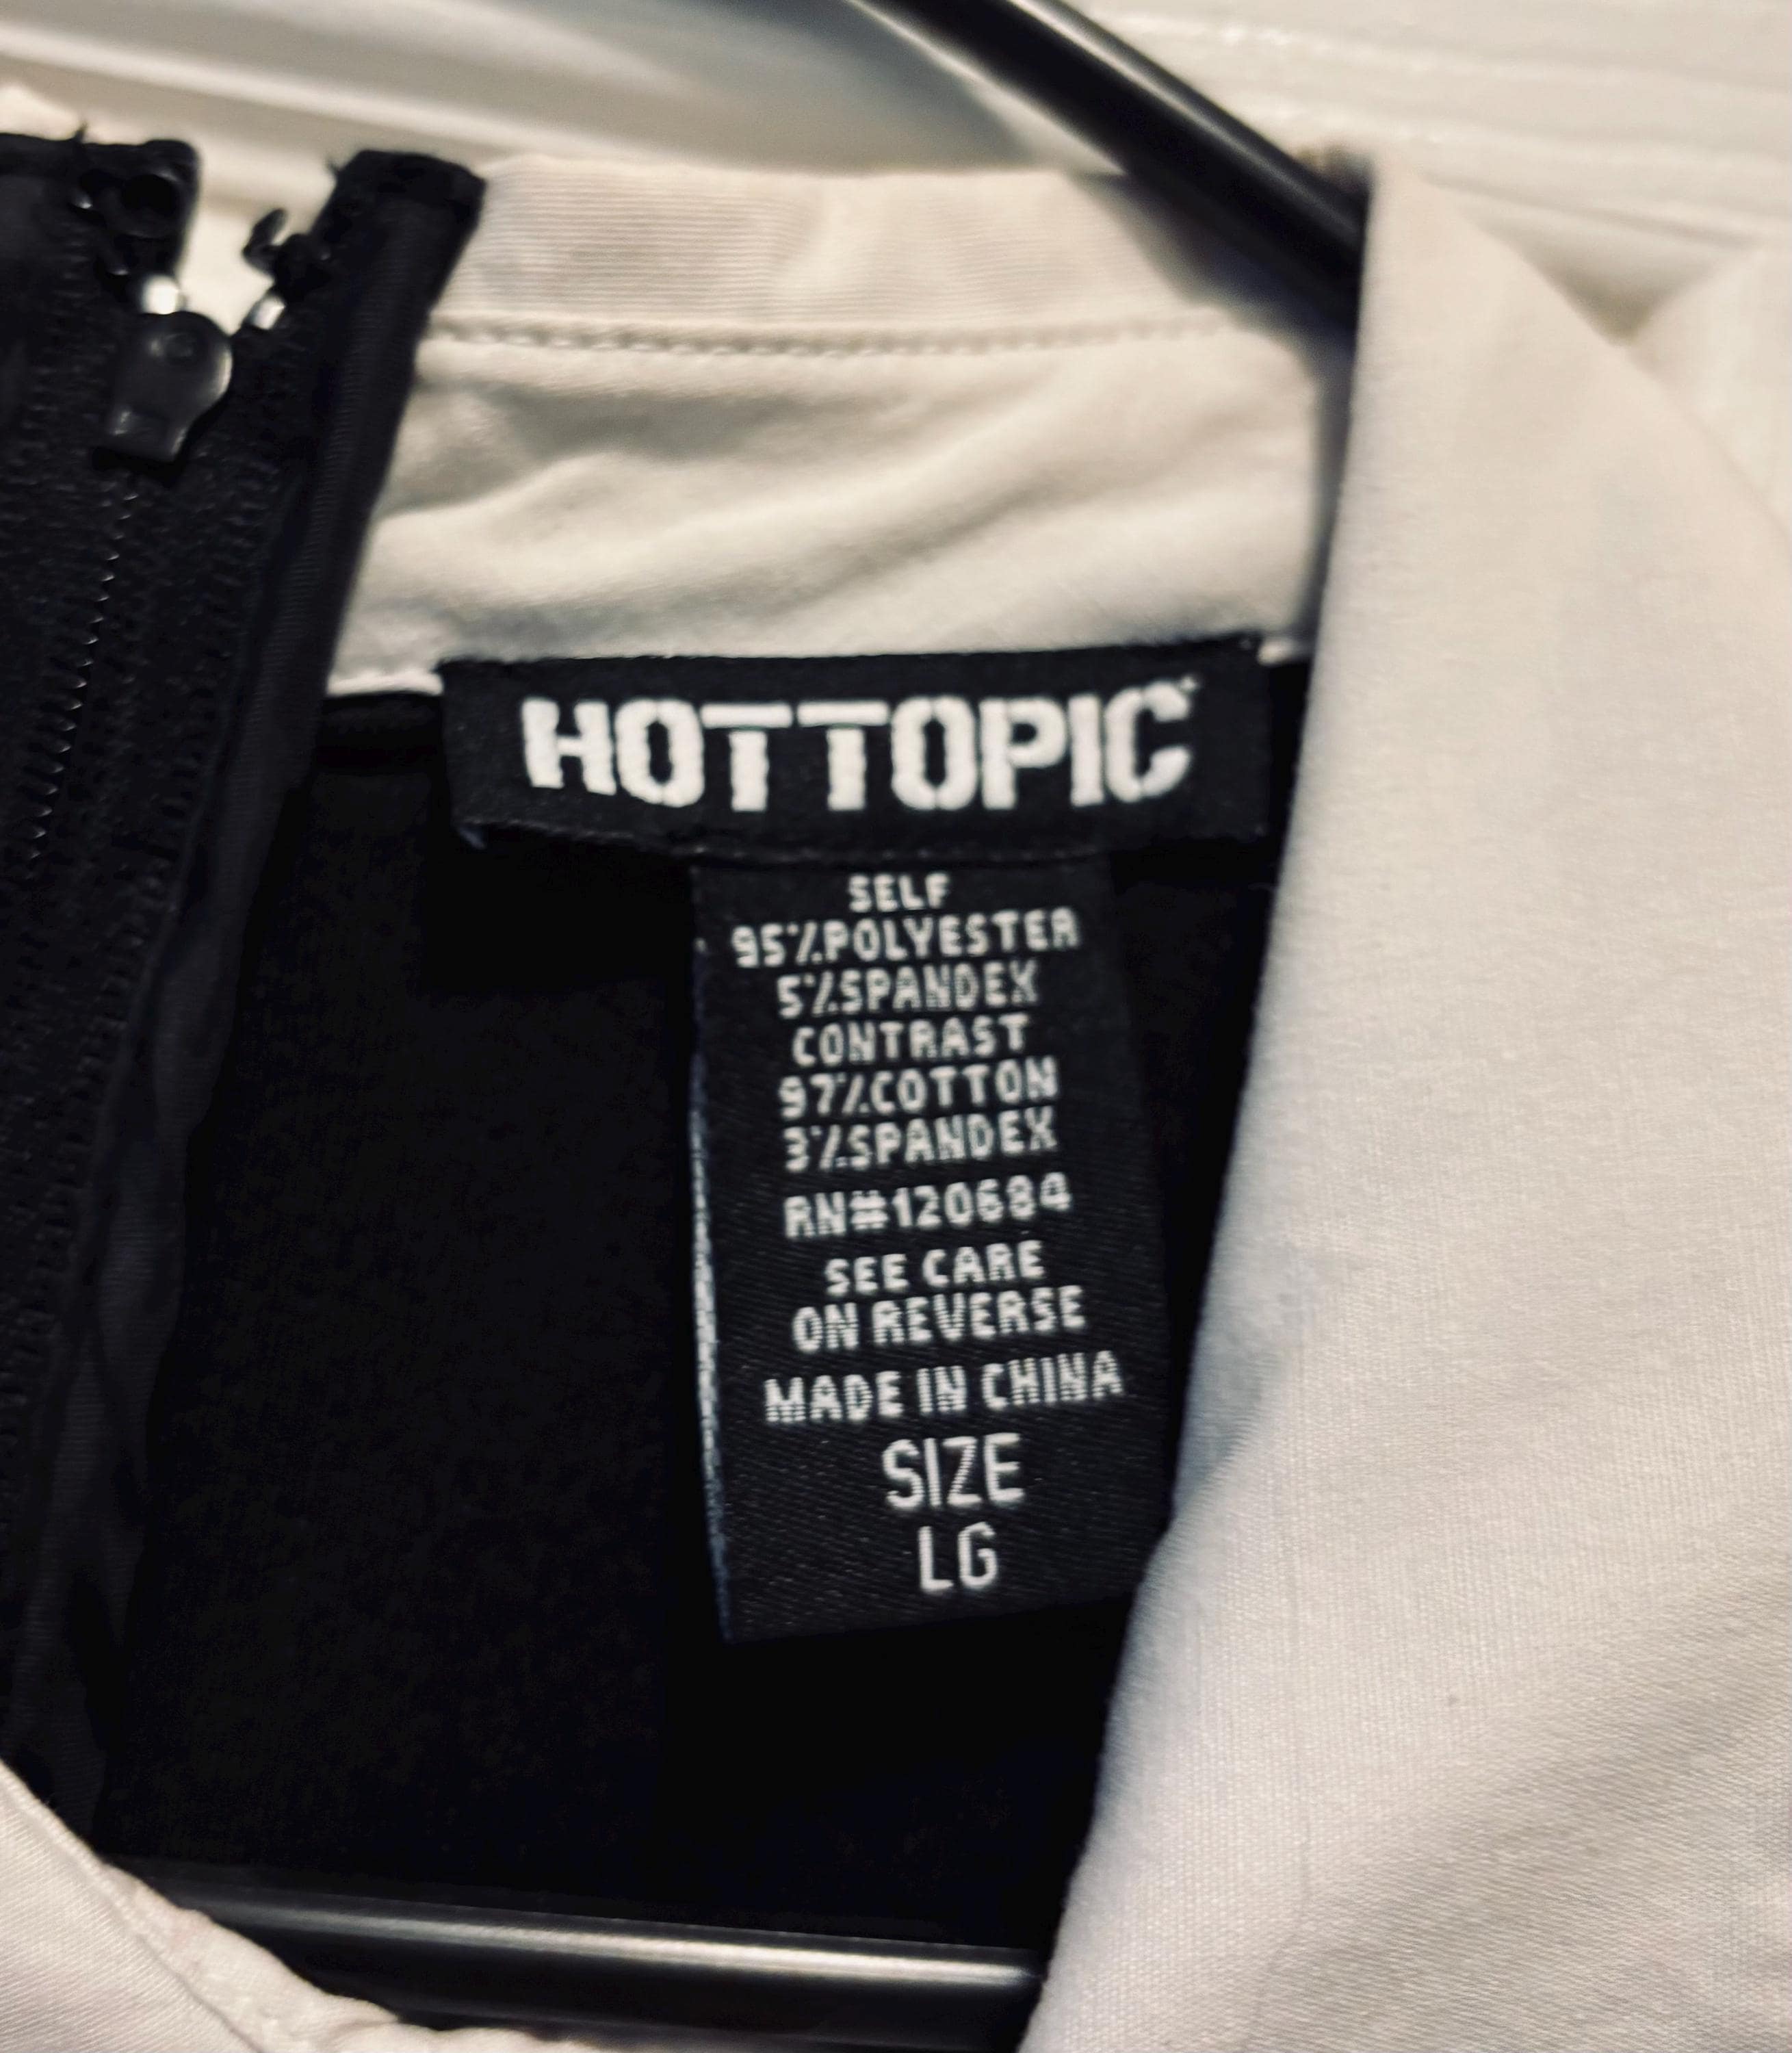 HOTTOPIC
SELF
95%POLYESTER
5%SPANDEX
CONTRAST
97%COTTON
3%SPANDEX
RN#120684
SEE CARE
ON REVERSE
MADE IN CHINA
SIZE
LG